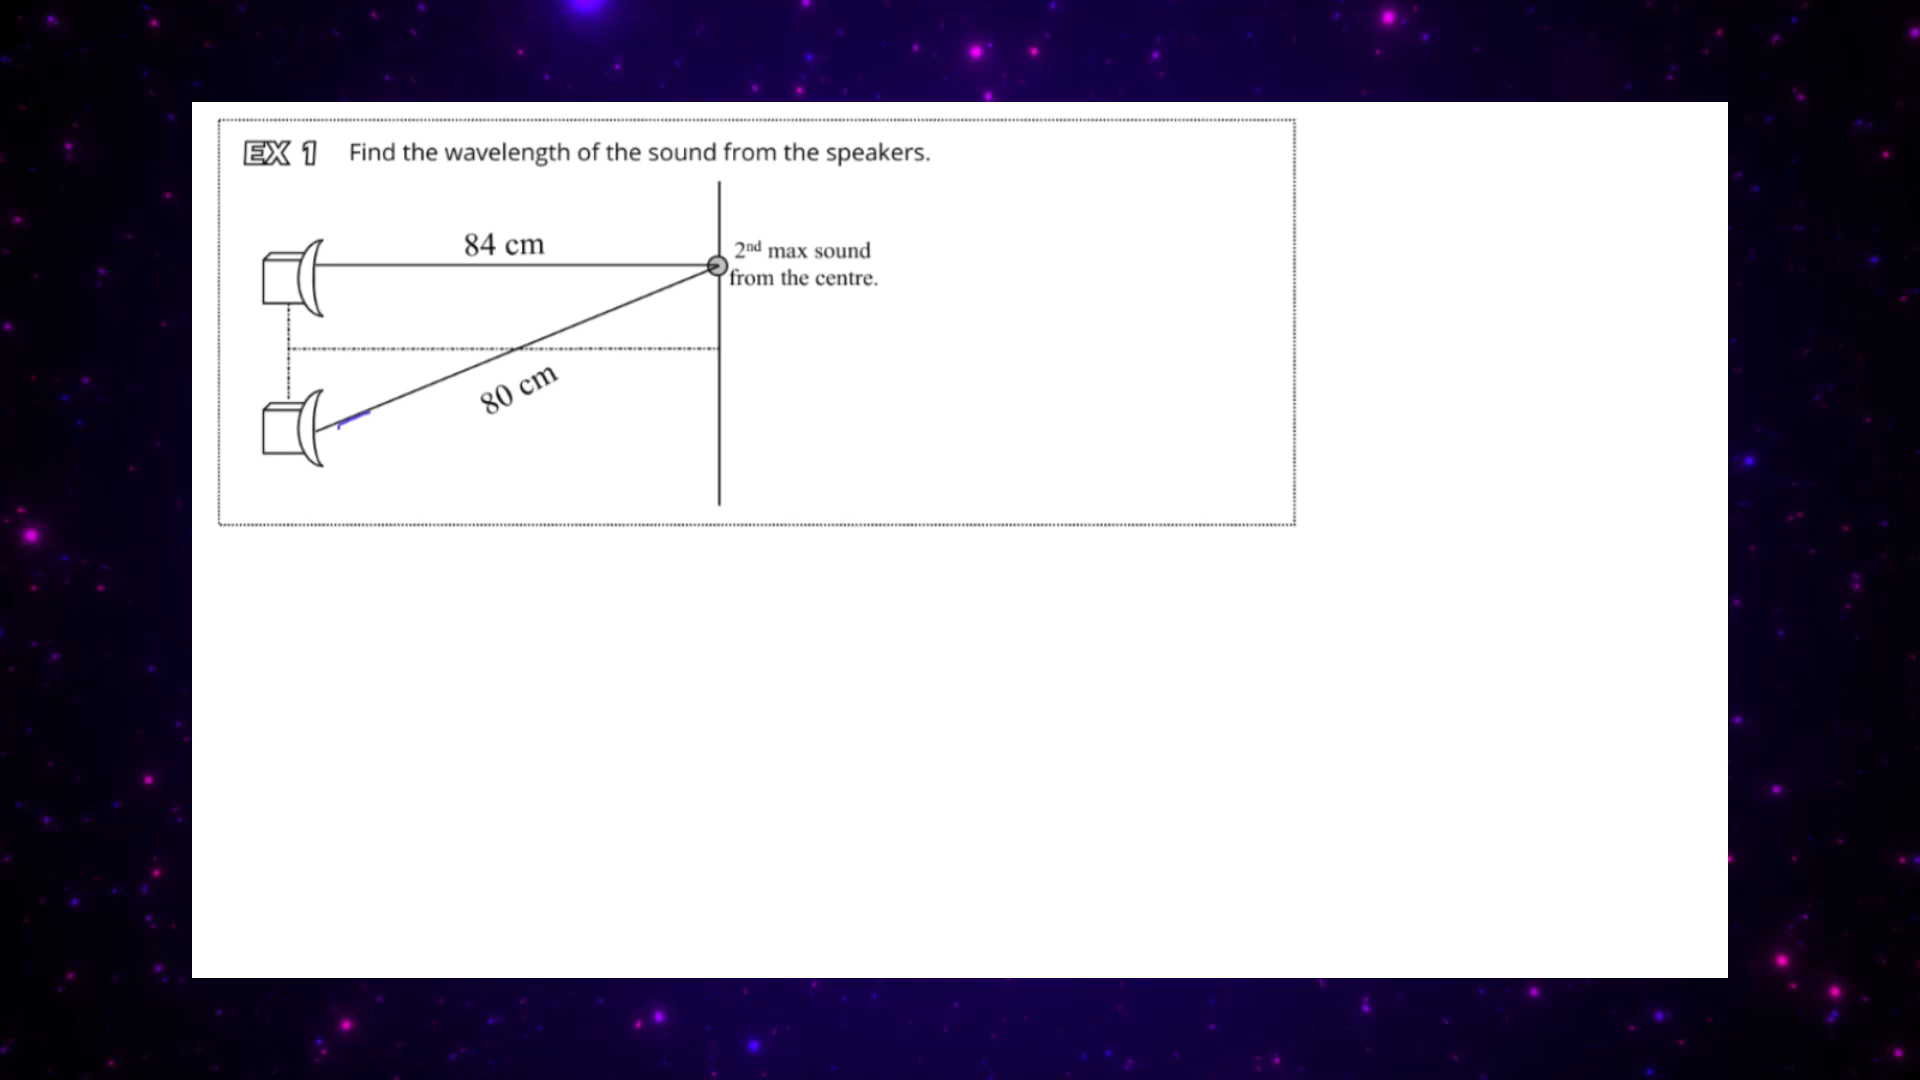 EX 1 Find the wavelength of the sound from the speakers.
84 cm
2nd max sound
from the centre.
80 cm